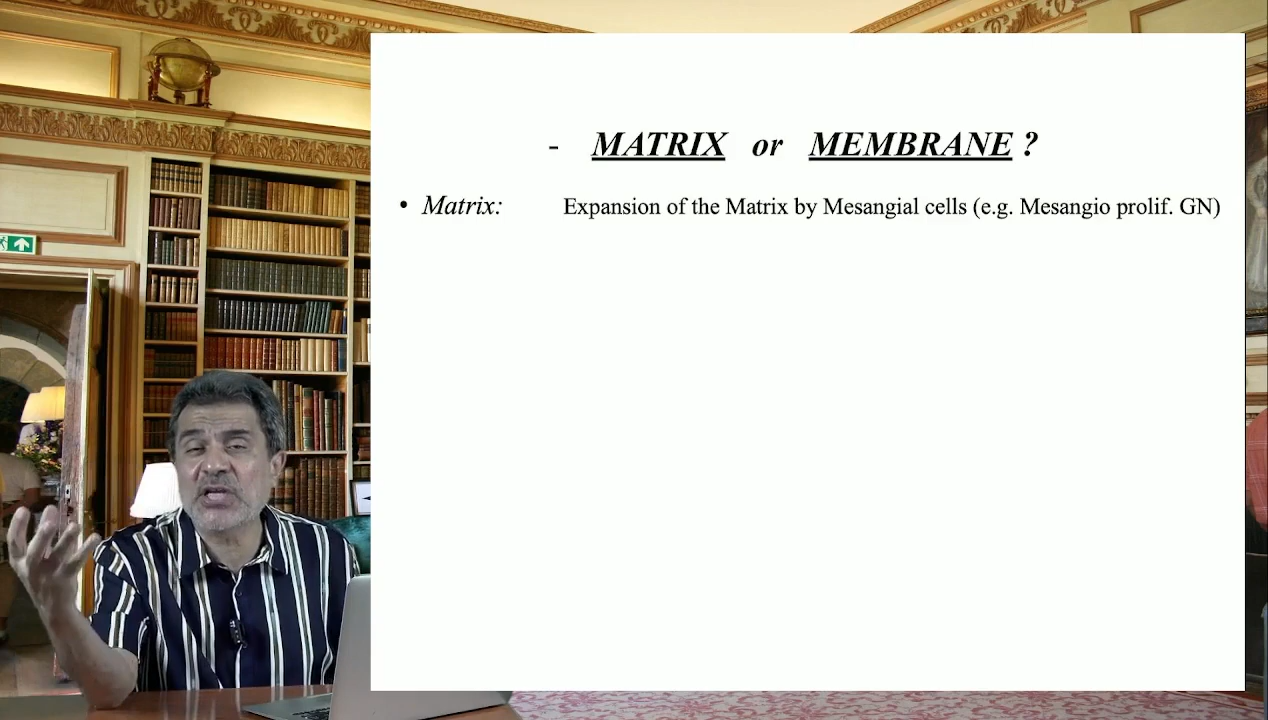 - MATRIX or MEMBRANE ?
• Matrix: Expansion of the Matrix by Mesangial cells (e.g. Mesangio prolif. GN)